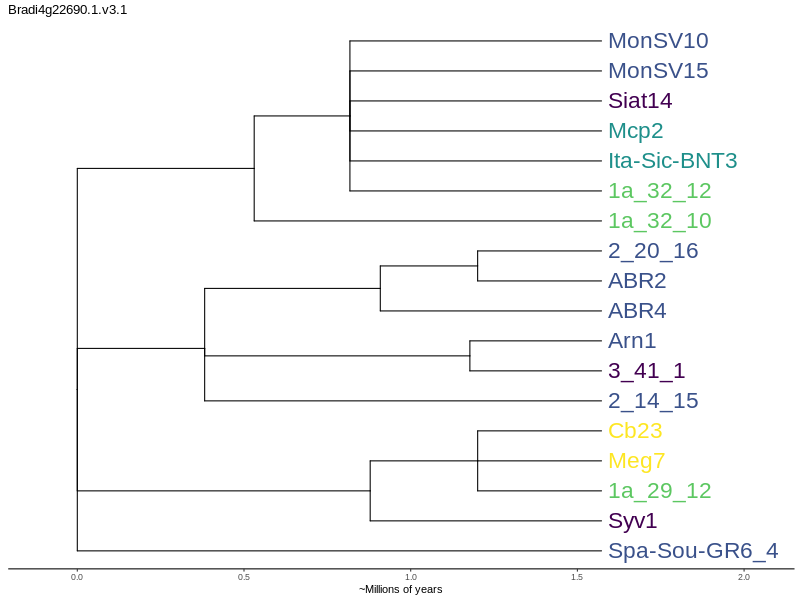 Bradi4g22690.1.v3.1
MonSV10
MonSV15
Siat14
Mcp2
Ita-Sic-BNT3
1a_32_12
1a_32_10
2_20_16
ABR2
ABR4
Arn1
3_41_1
2_14_15
Cb23
Meg7
1a_29_12
Syv1
Spa-Sou-GR6_4
0.0 0.5 1.0 1.5 2.0
~Millions of years